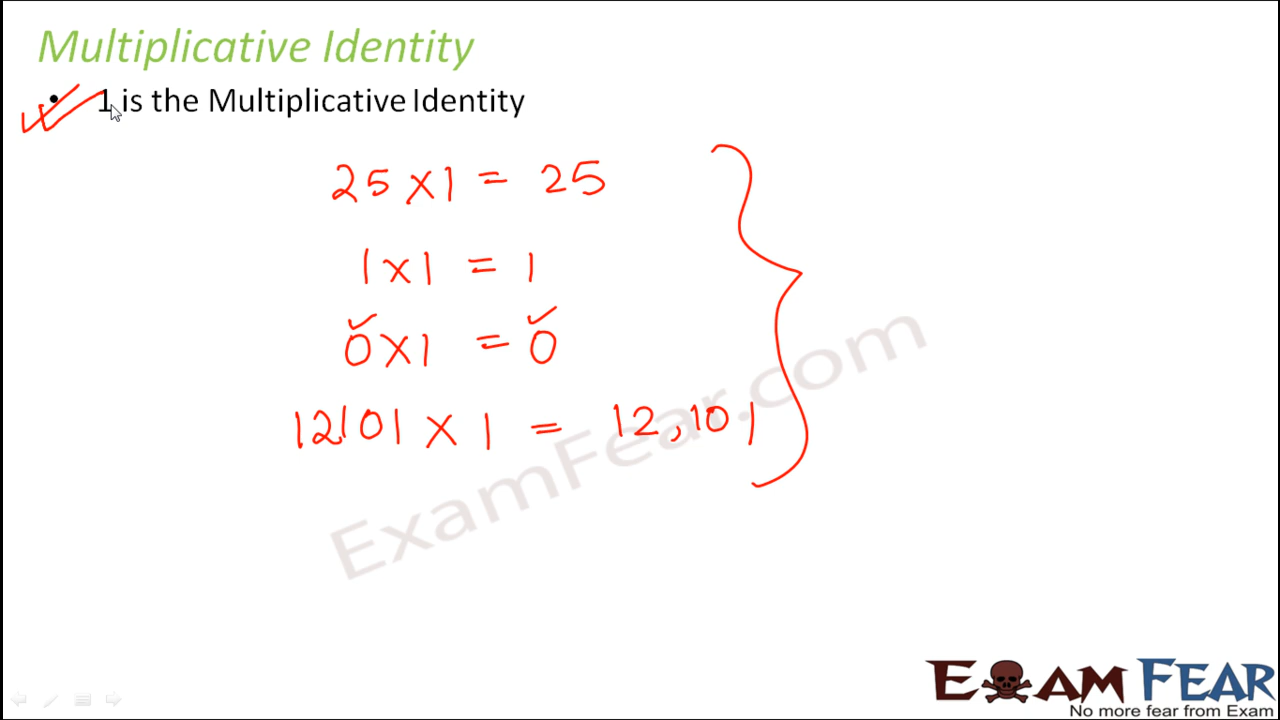 Multiplicative Identity
• 1 is the Multiplicative Identity
25 × 1 = 25
1 × 1 = 1
0 × 1 = 0
12101 × 1 = 12,101
ExamFear.com
EXAM FEAR
No more fear from Exam